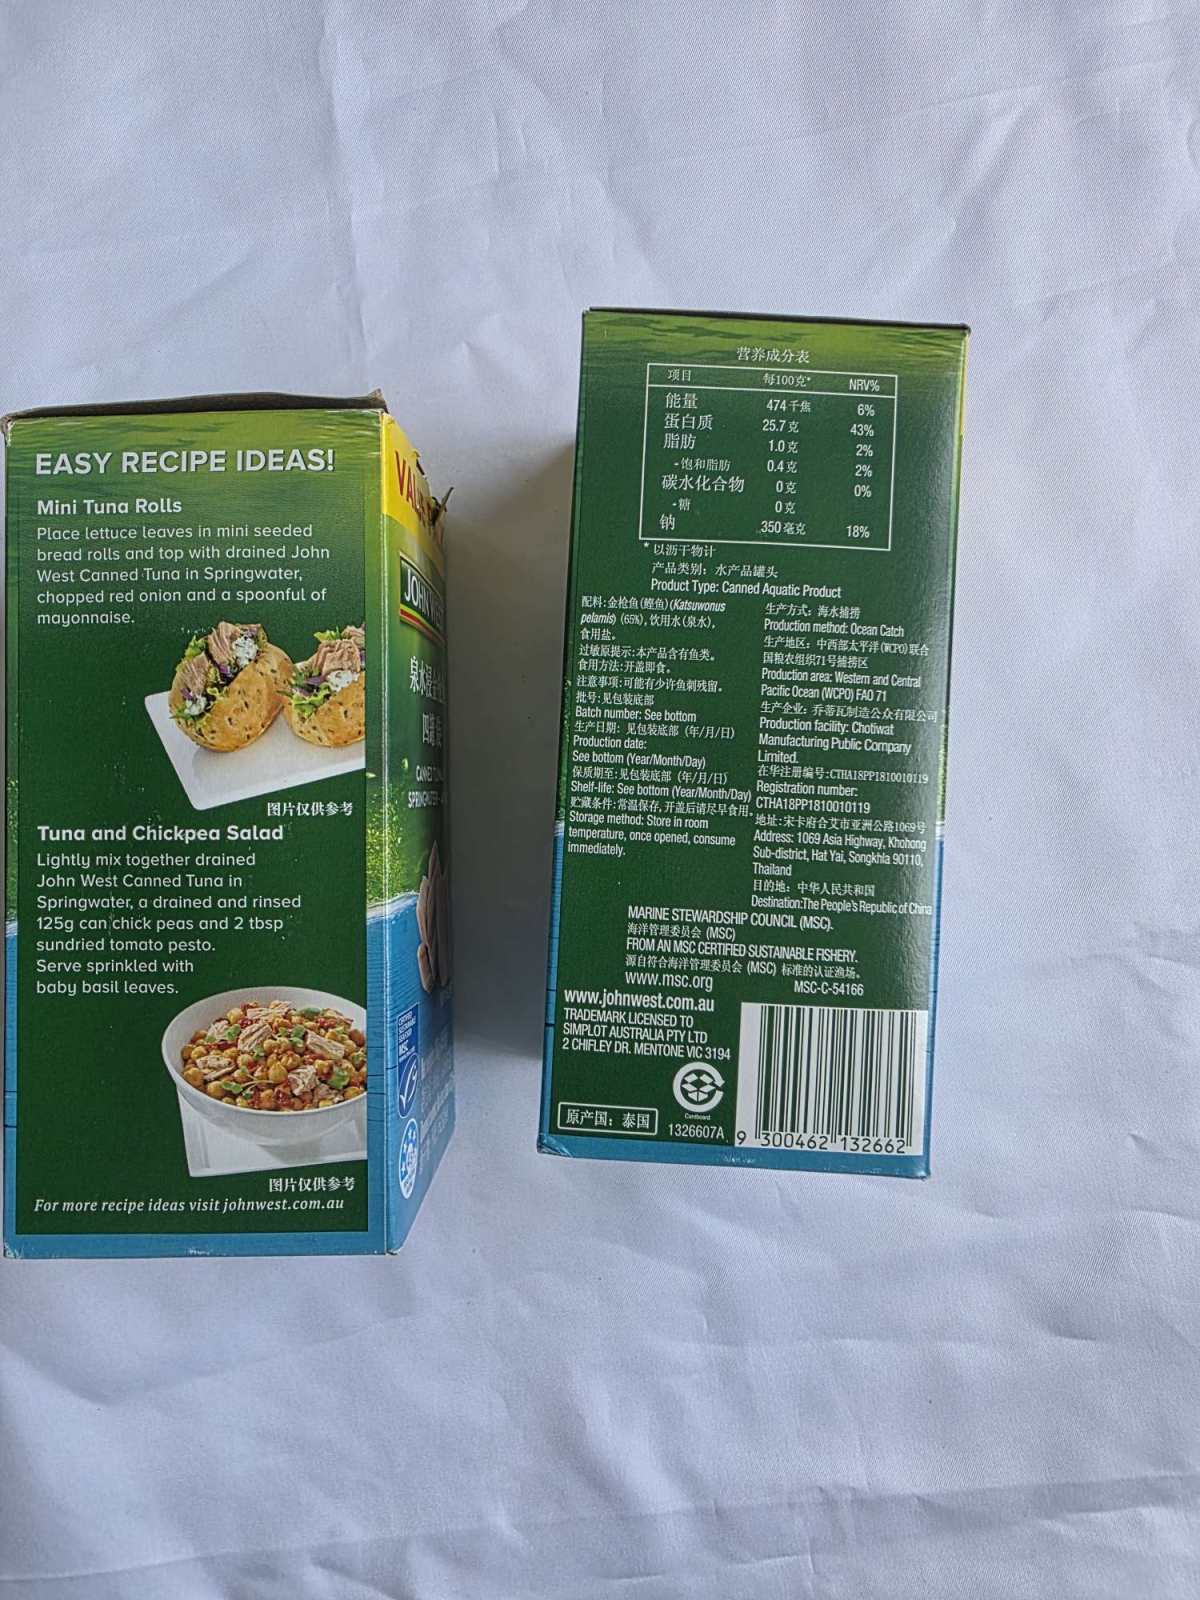 EASY RECIPE IDEAS!
Mini Tuna Rolls
Place lettuce leaves in mini seeded
bread rolls and top with drained John
West Canned Tuna in Springwater,
chopped red onion and a spoonful of
mayonnaise.
图片仅供参考
Tuna and Chickpea Salad
Lightly mix together drained
John West Canned Tuna in
Springwater, a drained and rinsed
125g can chick peas and 2 tbsp
sundried tomato pesto.
Serve sprinkled with
baby basil leaves.
图片仅供参考
For more recipe ideas visit johnwest.com.au
JOHN WEST
泉水浸金
四罐装
CANNED
SPRINGWATER
CERTIFIED
SUSTAINABLE
SEAFOOD
MSC
营养成分表
项目 每100克* NRV%
能量 474千焦 6%
蛋白质 25.7克 43%
脂肪 1.0克 2%
-饱和脂肪 0.4克 2%
碳水化合物 0克 0%
-糖 0克
钠 350毫克 18%
*以沥干物计
产品类别：水产品罐头
Product Type: Canned Aquatic Product
配料:金枪鱼(鲣鱼)(Katsuwonus
pelamis) (65%), 饮用水(泉水),
食用盐。
过敏原提示:本产品含有鱼类。
食用方法:开盖即食。
注意事项:可能有少许鱼刺残留。
批号:见包装底部
Batch number: See bottom
生产日期: 见包装底部 (年/月/日)
Production date:
See bottom (Year/Month/Day)
保质期至:见包装底部 (年/月/日)
Shelf-life: See bottom (Year/Month/Day)
贮藏条件:常温保存,开盖后请尽早食用。
Storage method: Store in room
temperature, once opened, consume
immediately.
生产方式: 海水捕捞
Production method: Ocean Catch
生产地区: 中西部太平洋(WCPO)联合
国粮农组织71号捕捞区
Production area: Western and Central
Pacific Ocean (WCPO) FAO 71
生产企业: 乔蒂瓦制造公众有限公司
Production facility: Chotiwat
Manufacturing Public Company
Limited.
在华注册编号:CTHA18PP1810010119
Registration number:
CTHA18PP1810010119
地址:宋卡府合艾市亚洲公路1069号
Address: 1069 Asia Highway, Khohong
Sub-district, Hat Yai, Songkhla 90110,
Thailand
目的地: 中华人民共和国
Destination:The People's Republic of China
MARINE STEWARDSHIP COUNCIL (MSC).
海洋管理委员会 (MSC)
FROM AN MSC CERTIFIED SUSTAINABLE FISHERY.
源自符合海洋管理委员会 (MSC) 标准的认证渔场。
www.msc.org MSC-C-54166
www.johnwest.com.au
TRADEMARK LICENSED TO
SIMPLOT AUSTRALIA PTY LTD
2 CHIFLEY DR. MENTONE VIC 3194
Cardboard
原产国: 泰国
1326607A
9 300462 132662